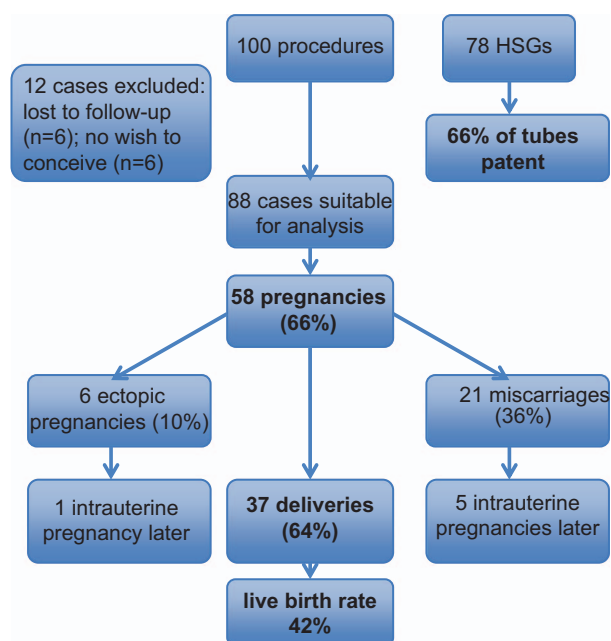 100 procedures
78 HSGs
12 cases excluded:
lost to follow-up
(n=6); no wish to
conceive (n=6)
66% of tubes
patent
88 cases suitable
for analysis
58 pregnancies
(66%)
6 ectopic
pregnancies (10%)
21 miscarriages
(36%)
1 intrauterine
pregnancy later
37 deliveries
(64%)
5 intrauterine
pregnancies later
live birth rate
42%